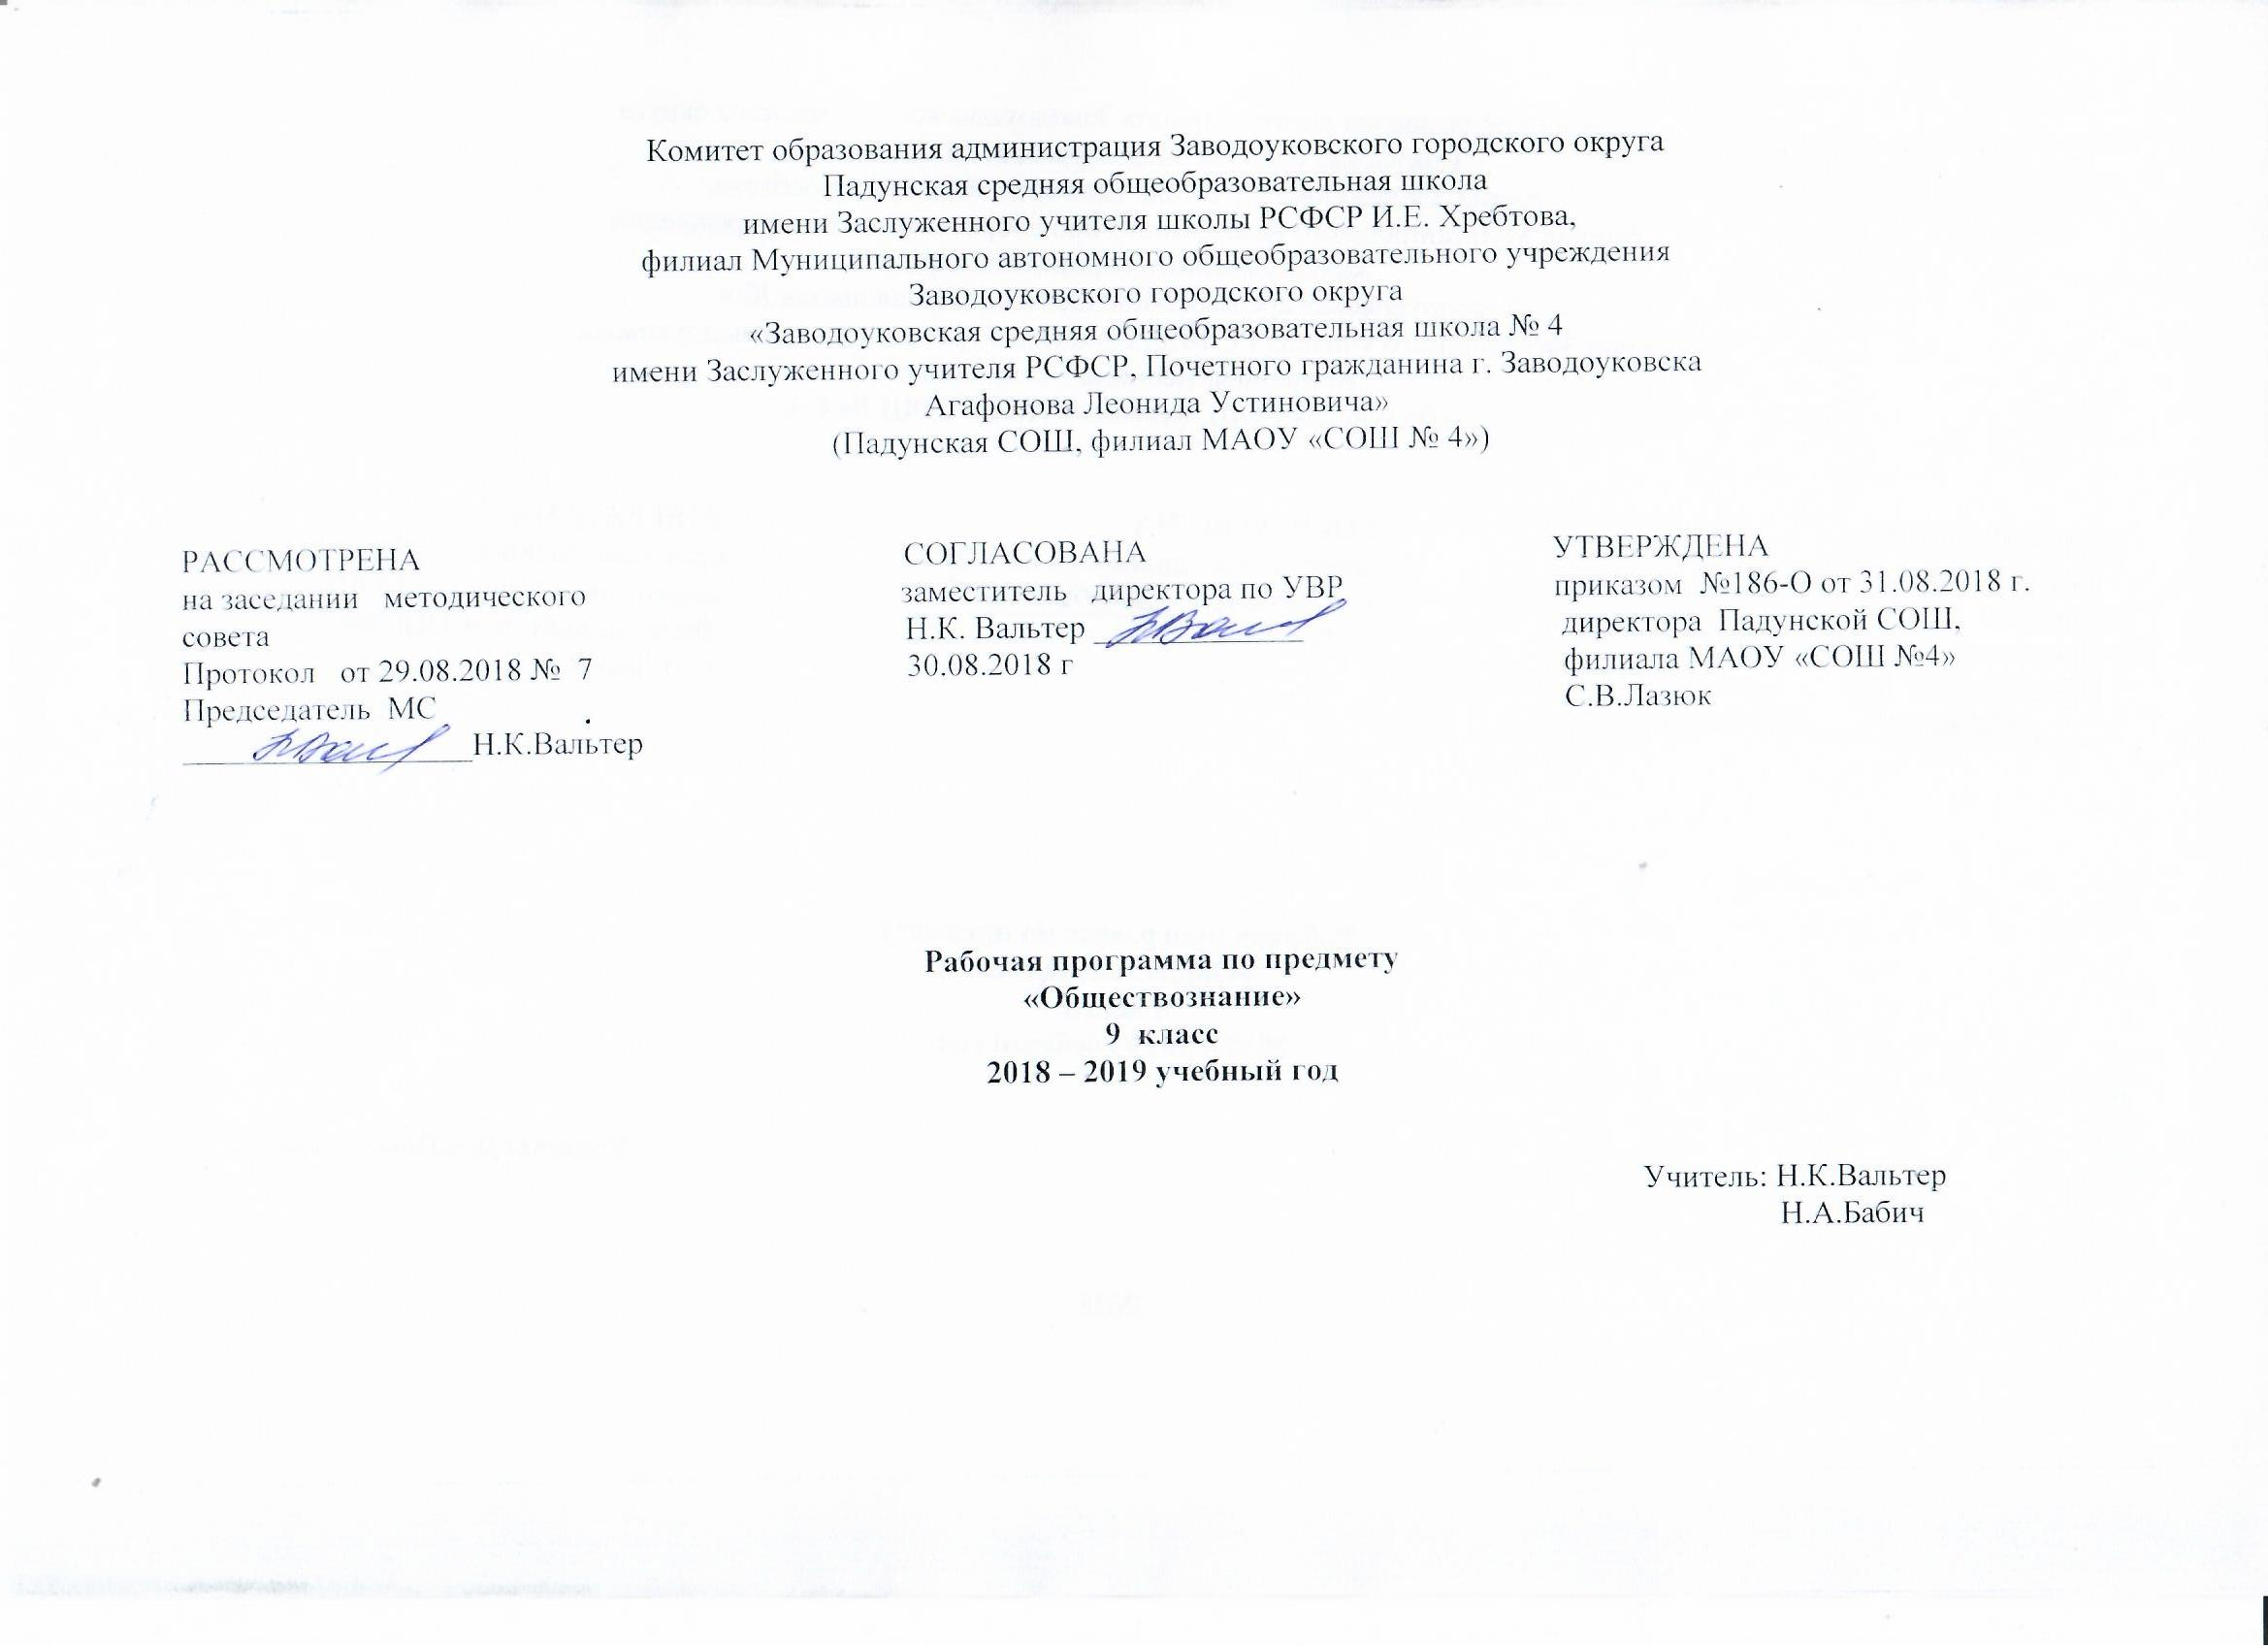 Комитет образования администрация Заводоуковского городского округа
Падунская средняя общеобразовательная школа
имени Заслуженного учителя школы РСФСР И.Е. Хребтова,
филиал Муниципального автономного общеобразовательного учреждения
Заводоуковского городского округа
«Заводоуковская средняя общеобразовательная школа № 4
имени Заслуженного учителя РСФСР, Почетного гражданина г. Заводоуковска
Агафонова Леонида Устиновича»
(Падунская СОШ, филиал МАОУ «СОШ № 4»)
РАССМОТРЕНА
на заседании методического
совета
Протокол от 29.08.2018 № 7
Председатель МС
Н.К.Вальтер
СОГЛАСОВАНА
заместитель директора по УВР
Н.К. Вальтер
30.08.2018 г
УТВЕРЖДЕНА
приказом №186-О от 31.08.2018 г.
директора Падунской СОШ,
филиала МАОУ «СОШ №4»
С.В.Лазюк
Рабочая программа по предмету
«Обществознание»
9 класс
2018 – 2019 учебный год
Учитель: Н.К.Вальтер
Н.А.Бабич